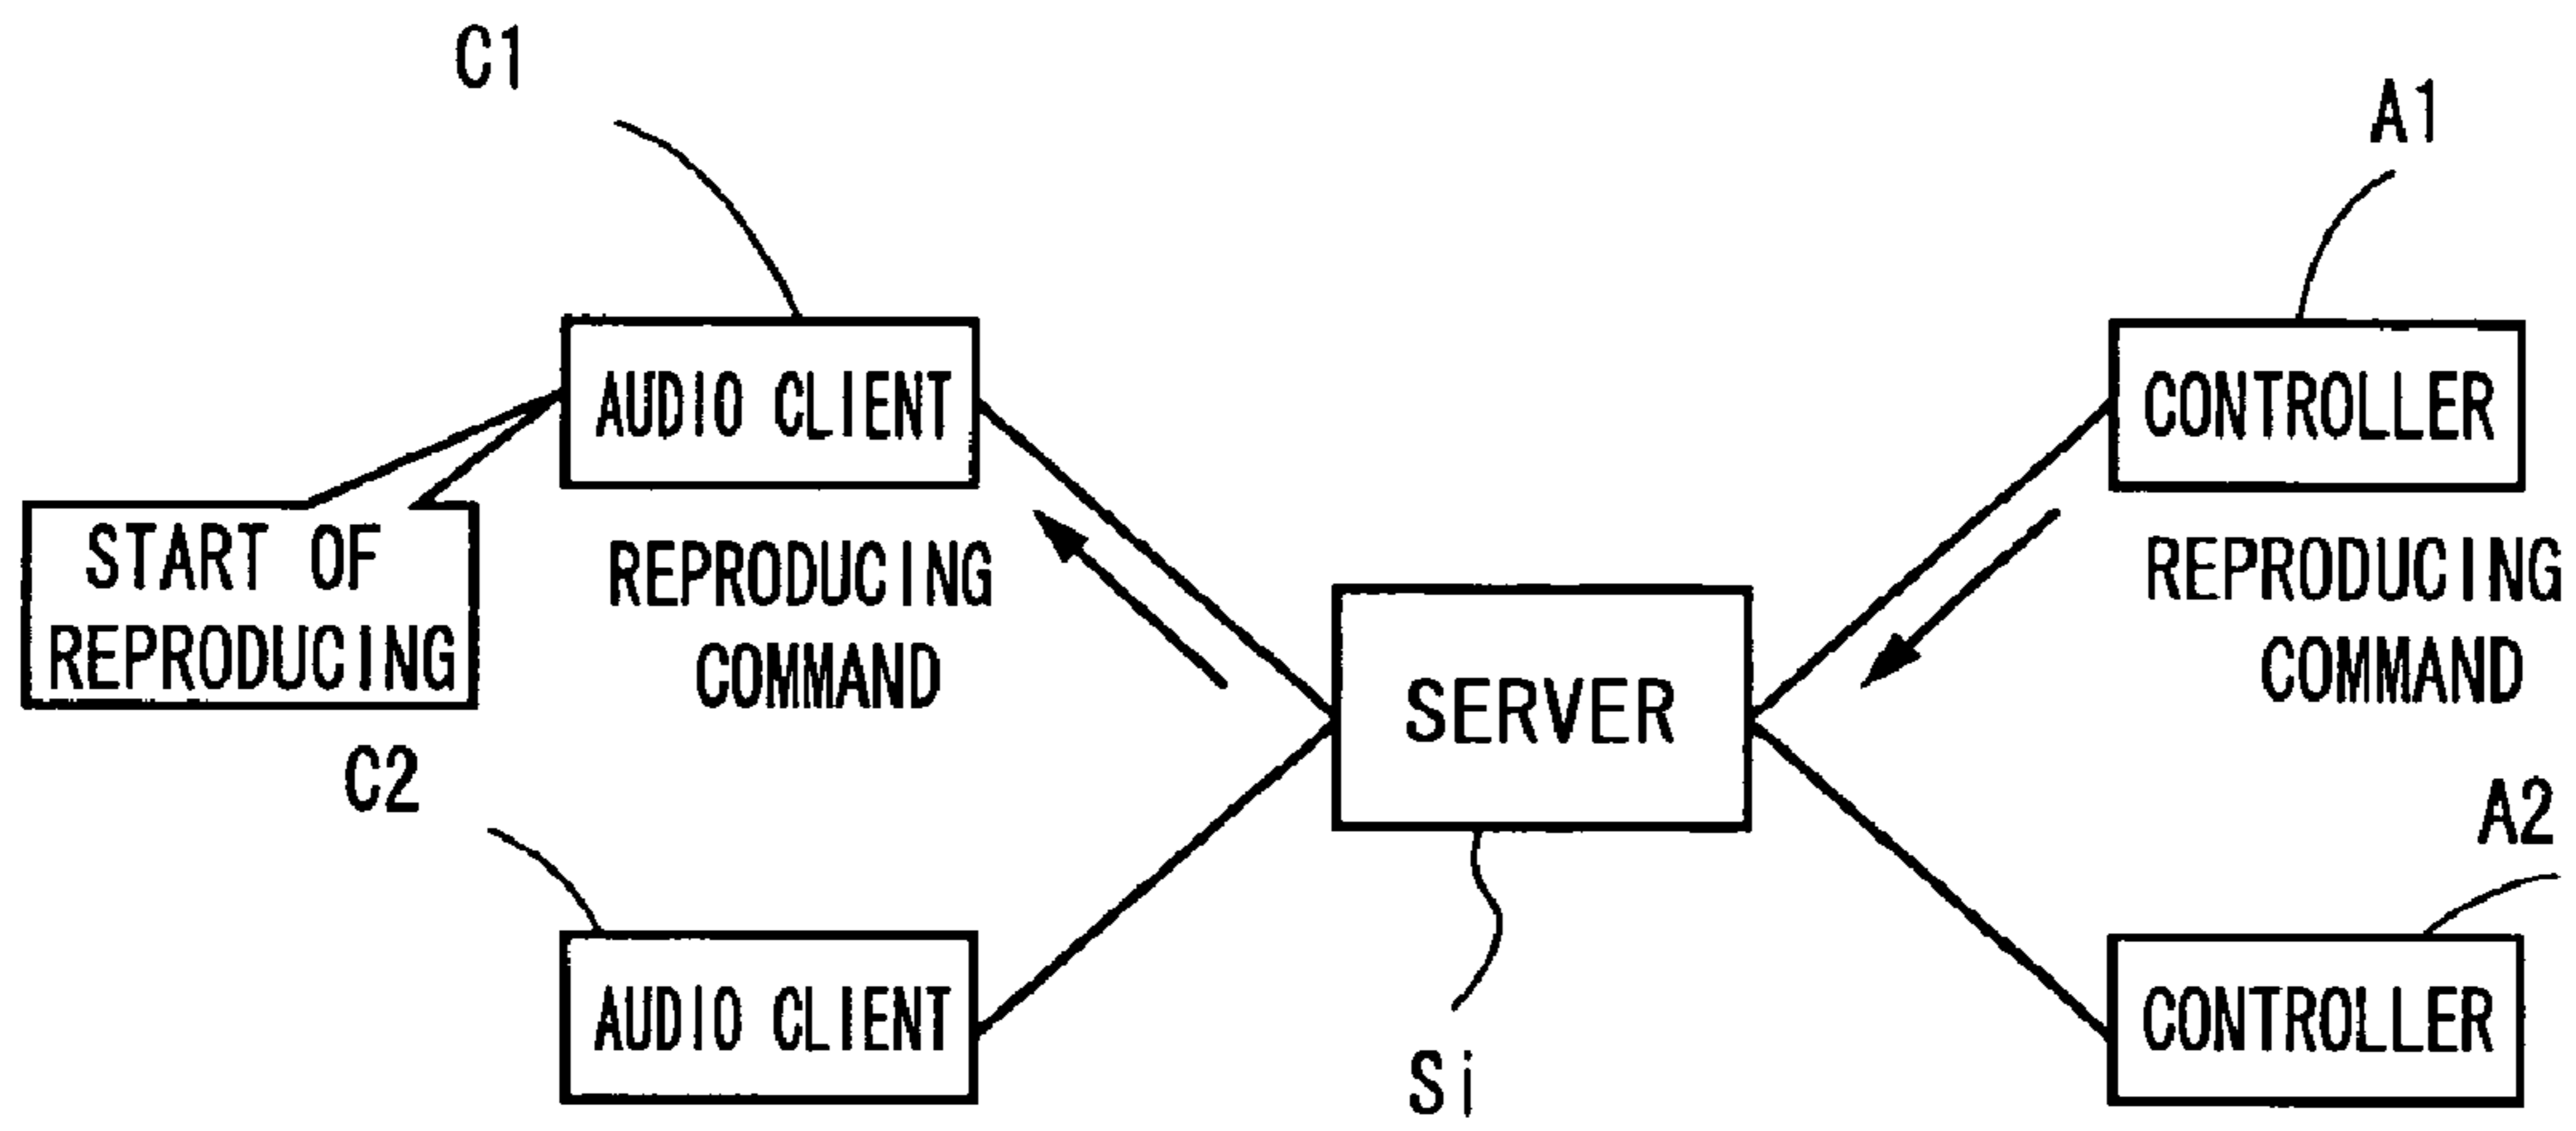 C1
A1
AUDIO CLIENT
CONTROLLER
START OF
REPRODUCING
REPRODUCING
COMMAND
REPRODUCING
COMMAND
SERVER
C2
A2
AUDIO CLIENT
CONTROLLER
Si